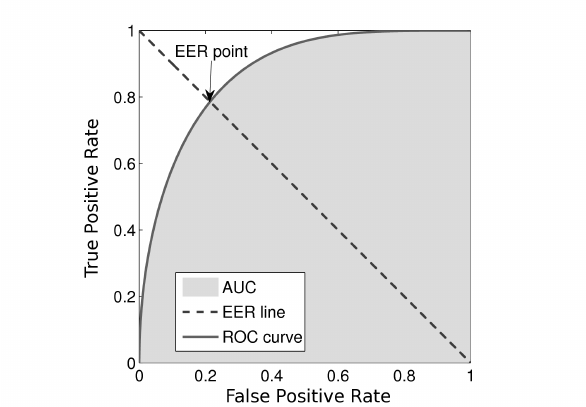 1
EER point
0.8
0.6
0.4
0.2
0
True Positive Rate
AUC
EER line
ROC curve
0 0.2 0.4 0.6 0.8 1
False Positive Rate